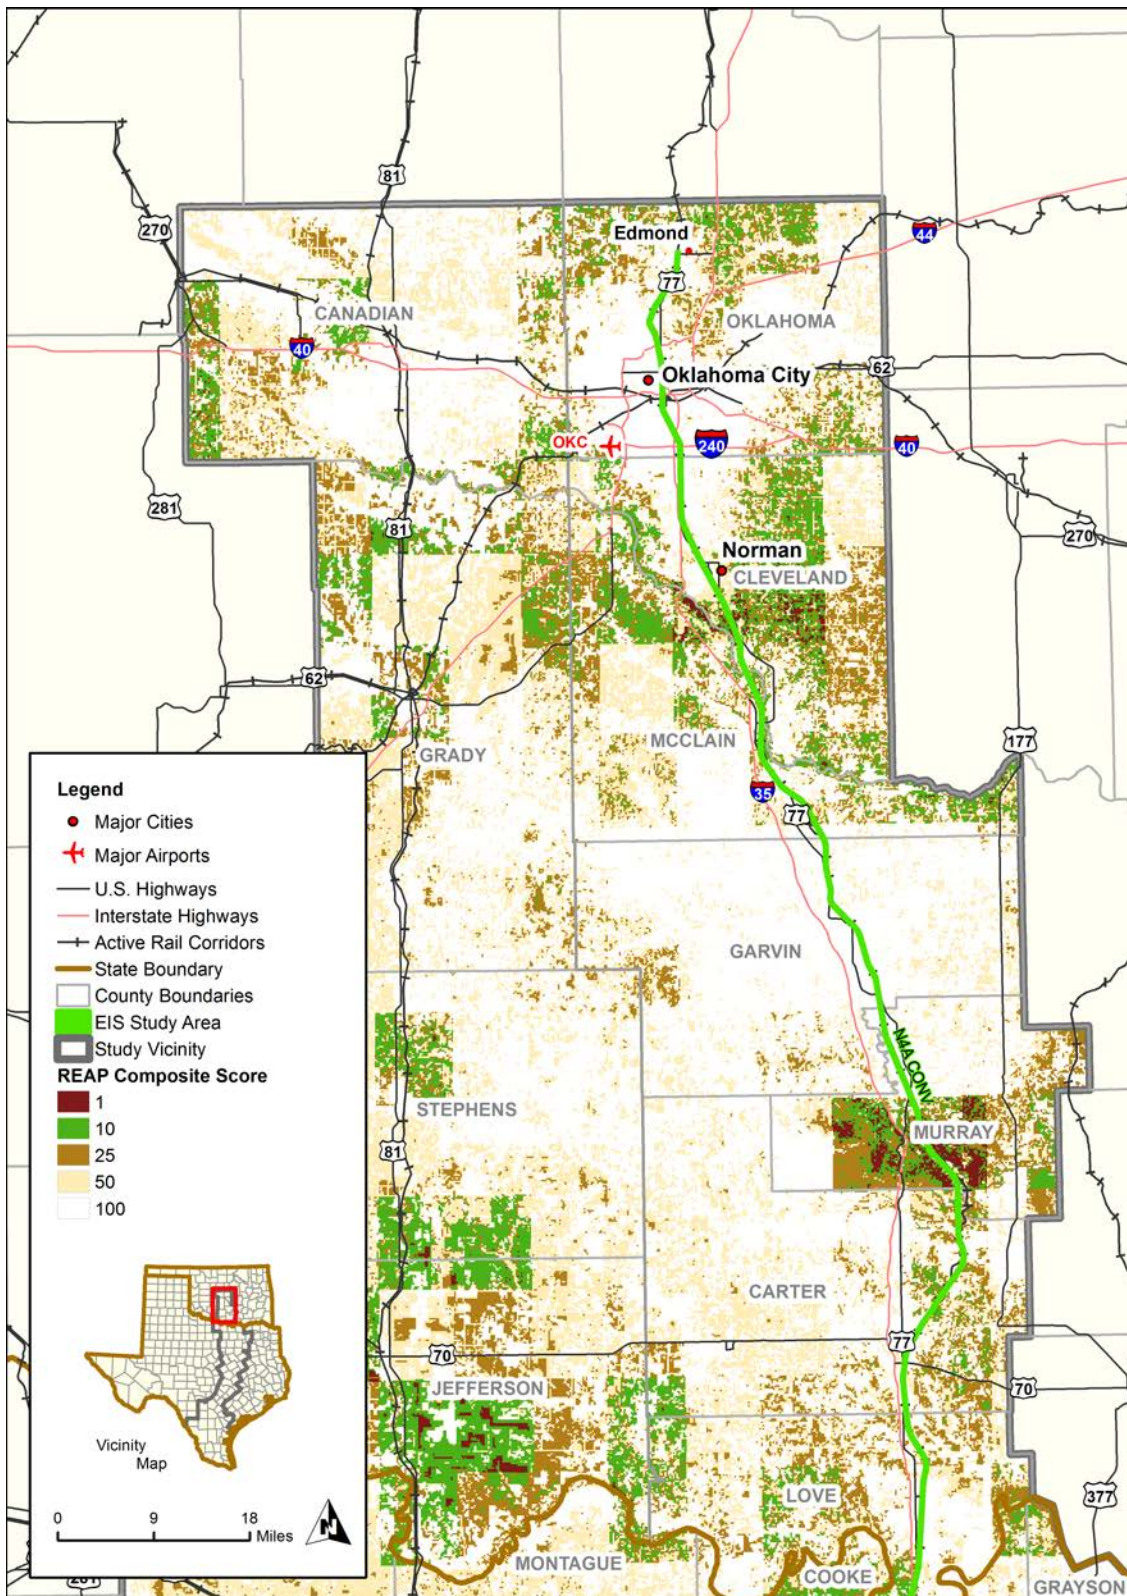 81
270
44
Edmond
77
CANADIAN
OKLAHOMA
40
62
Oklahoma City
OKC
240
40
281
81
270
Norman
CLEVELAND
62
177
MCCLAIN
GRADY
35
77
GARVIN
N4A CONV
STEPHENS
MURRAY
81
CARTER
77
70
70
JEFFERSON
LOVE
377
MONTAGUE
COOKE
GRAYSON
Legend
Major Cities
Major Airports
U.S. Highways
Interstate Highways
Active Rail Corridors
State Boundary
County Boundaries
EIS Study Area
Study Vicinity
REAP Composite Score
1
10
25
50
100
Vicinity
Map
0 9 18
Miles
N